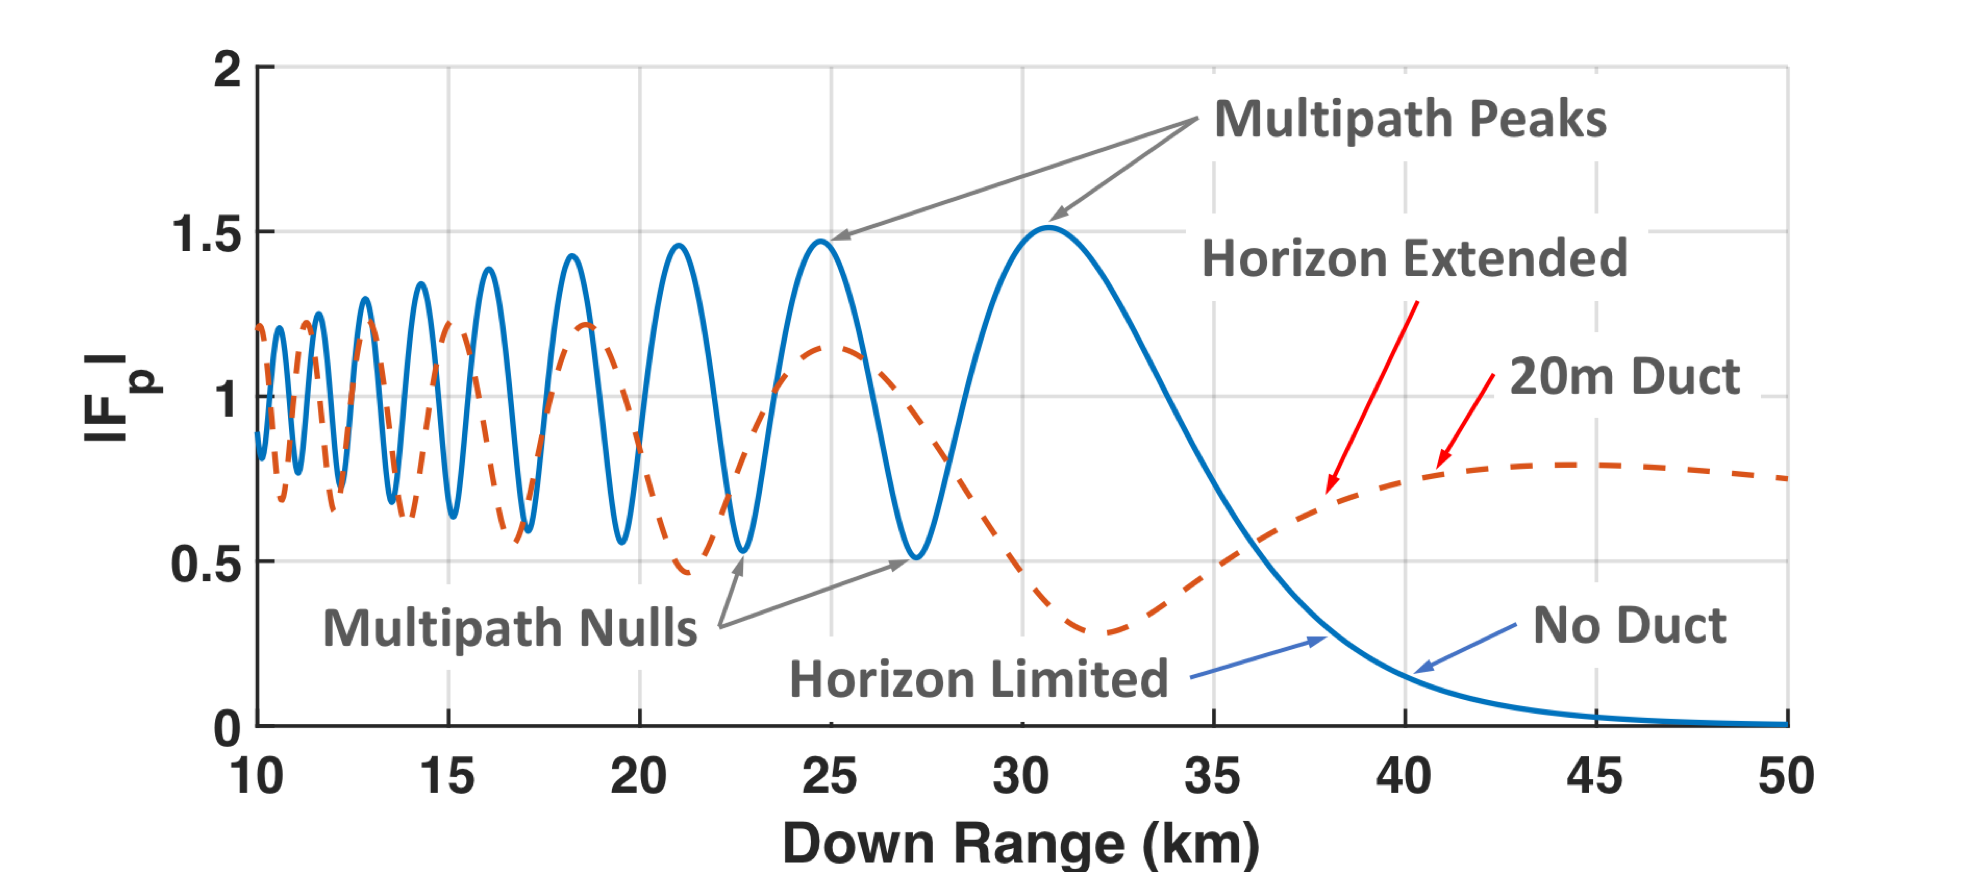 2
1.5
1
0.5
0
IF p I
Multipath Peaks
Horizon Extended
20m Duct
Multipath Nulls
Horizon Limited
No Duct
10 15 20 25 30 35 40 45 50
Down Range (km)